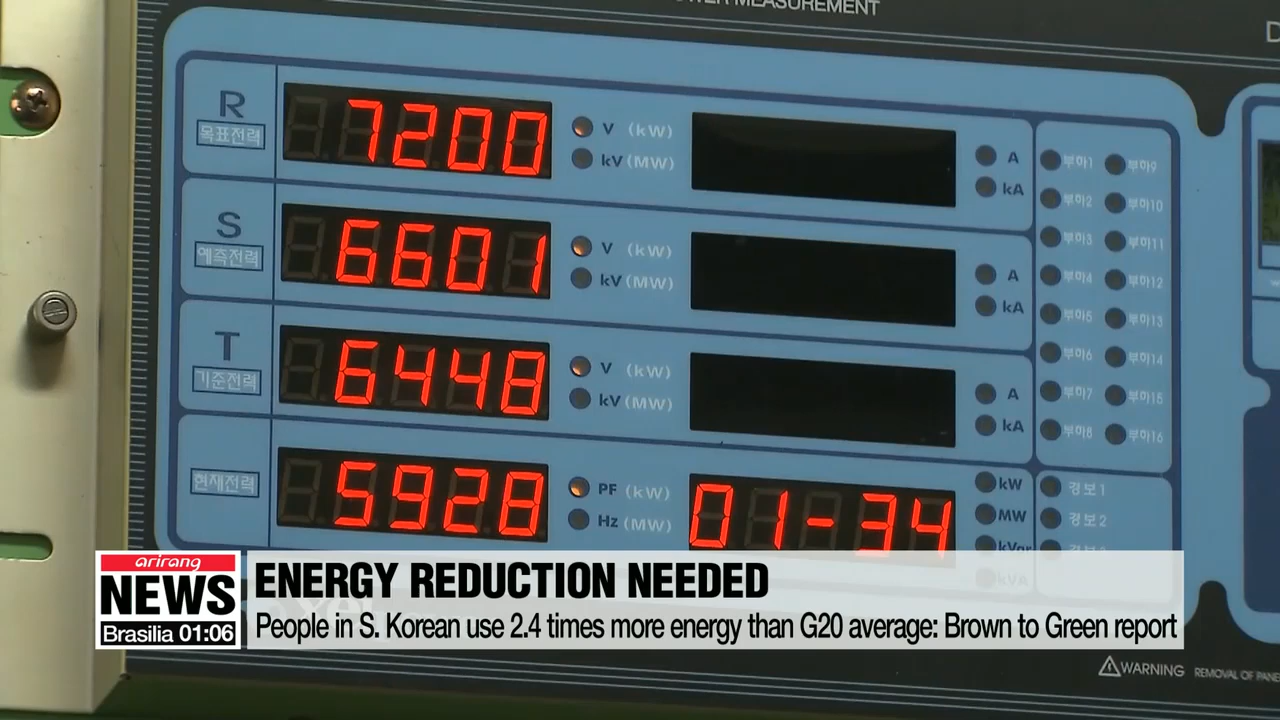 POWER MEASUREMENT
R
목표전력
7200
V (kW)
kV (MW)
A
kA
S
예측전력
6601
V (kW)
kV (MW)
A
kA
T
기준전력
6448
V (kW)
kV (MW)
A
kA
현재전력
5928
PF (kW)
Hz (MW)
01-34
kW
MW
kVar
kVA
부하1
부하2
부하3
부하4
부하5
부하6
부하7
부하8
부하9
부하10
부하11
부하12
부하13
부하14
부하15
부하16
경보1
경보2
WARNING REMOVAL OF
arirang
NEWS
Brasilia 01:06
ENERGY REDUCTION NEEDED
People in S. Korean use 2.4 times more energy than G20 average: Brown to Green report